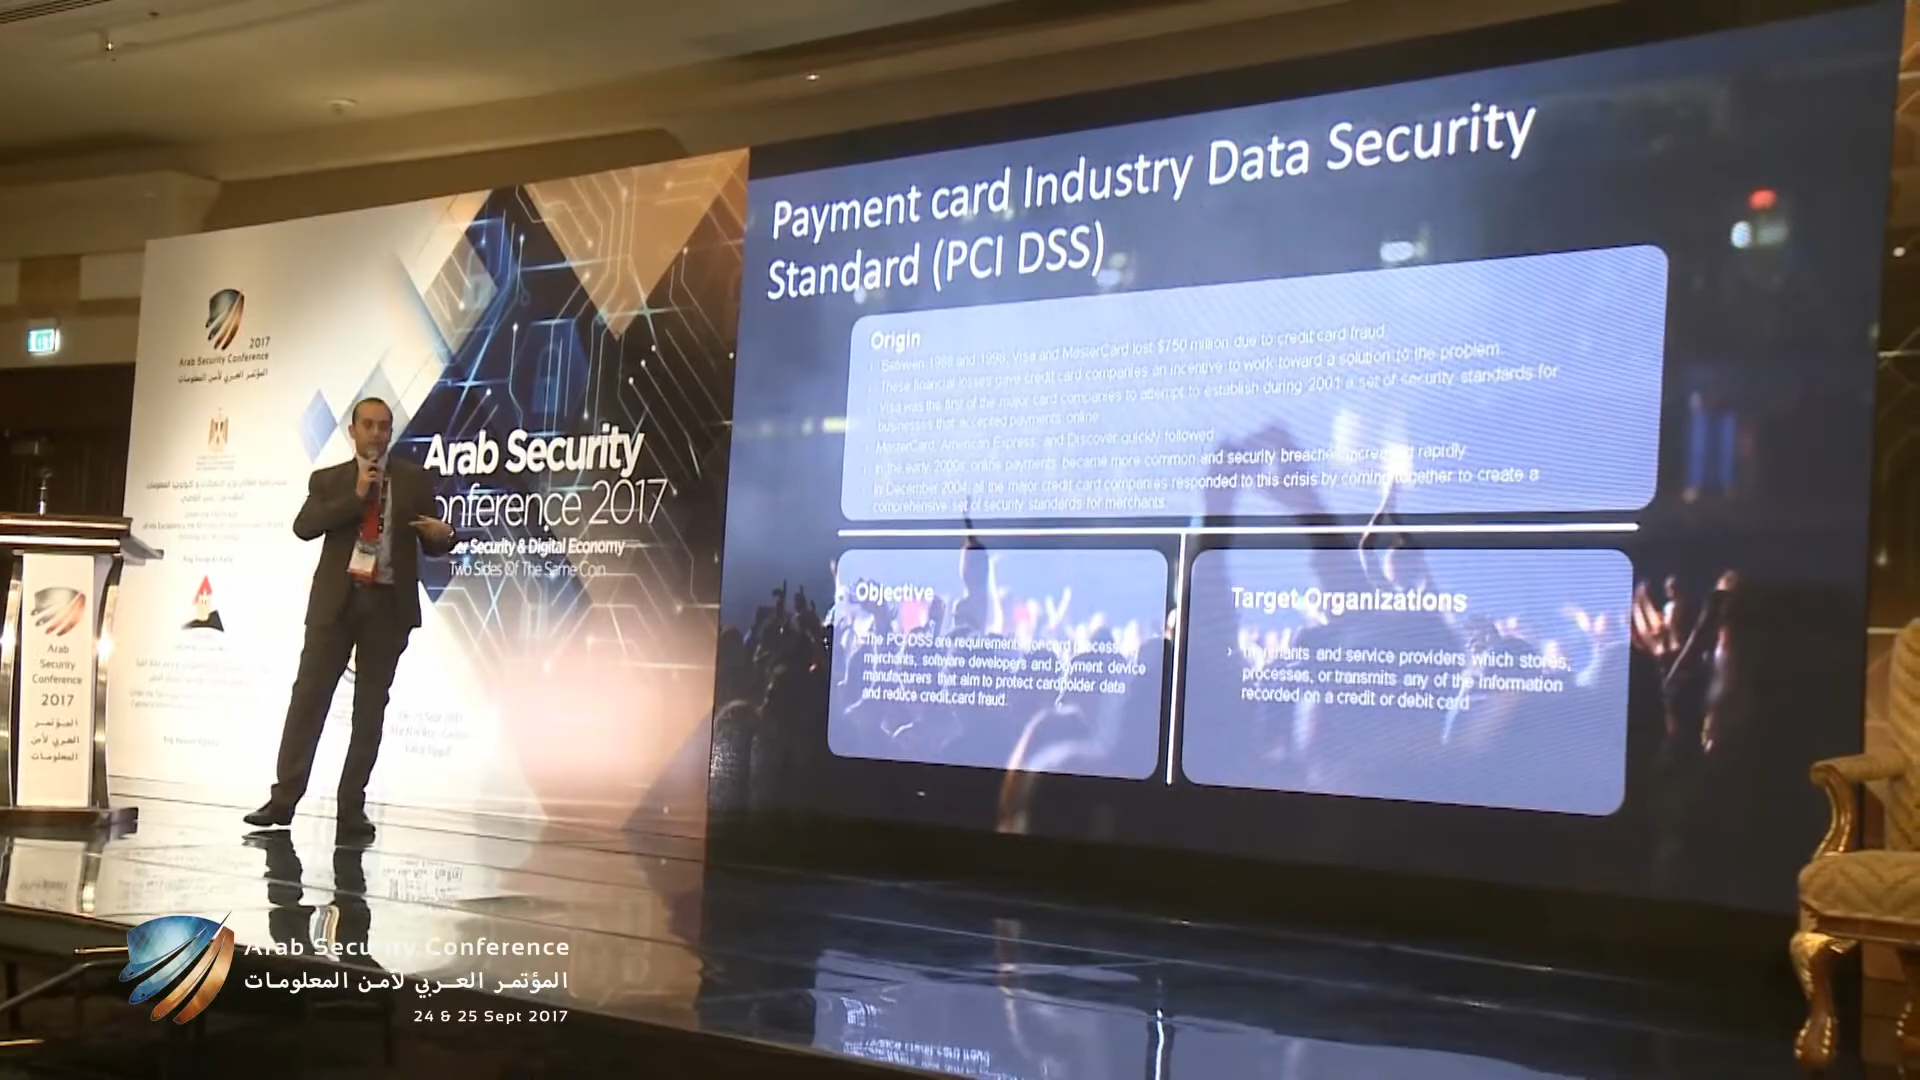 Payment card Industry Data Security
Standard (PCI DSS)
Origin
Between 1988 and 1998, Visa and MasterCard lost $750 million due to credit card fraud.
These financial losses gave credit card companies an incentive to work toward a solution to the problem.
Visa was the first of the major card companies to attempt to establish during 2001 a set of security standards for
businesses that accepted payments online.
MasterCard, American Express, and Discover quickly followed
In the early 2000s, online payments became more common and security breaches increased rapidly
In December 2004, all the major credit card companies responded to this crisis by coming together to create a
comprehensive set of security standards for merchants.
Objective
The PCI DSS are requirements for card
merchants, software developers and payment device
manufacturers that aim to protect cardholder data
and reduce credit card fraud.
Target Organizations
merchants and service providers which stores,
processes, or transmits any of the information
recorded on a credit or debit card
2017
Arab Security Conference
المؤتمر العربي لأمن المعلومات
Arab Security
onference 2017
er Security & Digital Economy
Two Sides Of The Same Coin
Arab
Security
Conference
2017
المؤتمر
العربي لأمن
المعلومات
Arab Security Conference
المؤتمر العربي لأمن المعلومات
24 & 25 Sept 2017